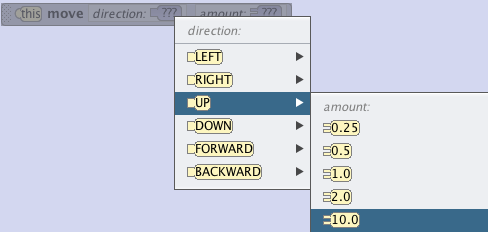 this move direction: ??? amount: ???
direction:
LEFT
RIGHT
UP
DOWN
FORWARD
BACKWARD
amount:
0.25
0.5
1.0
2.0
10.0